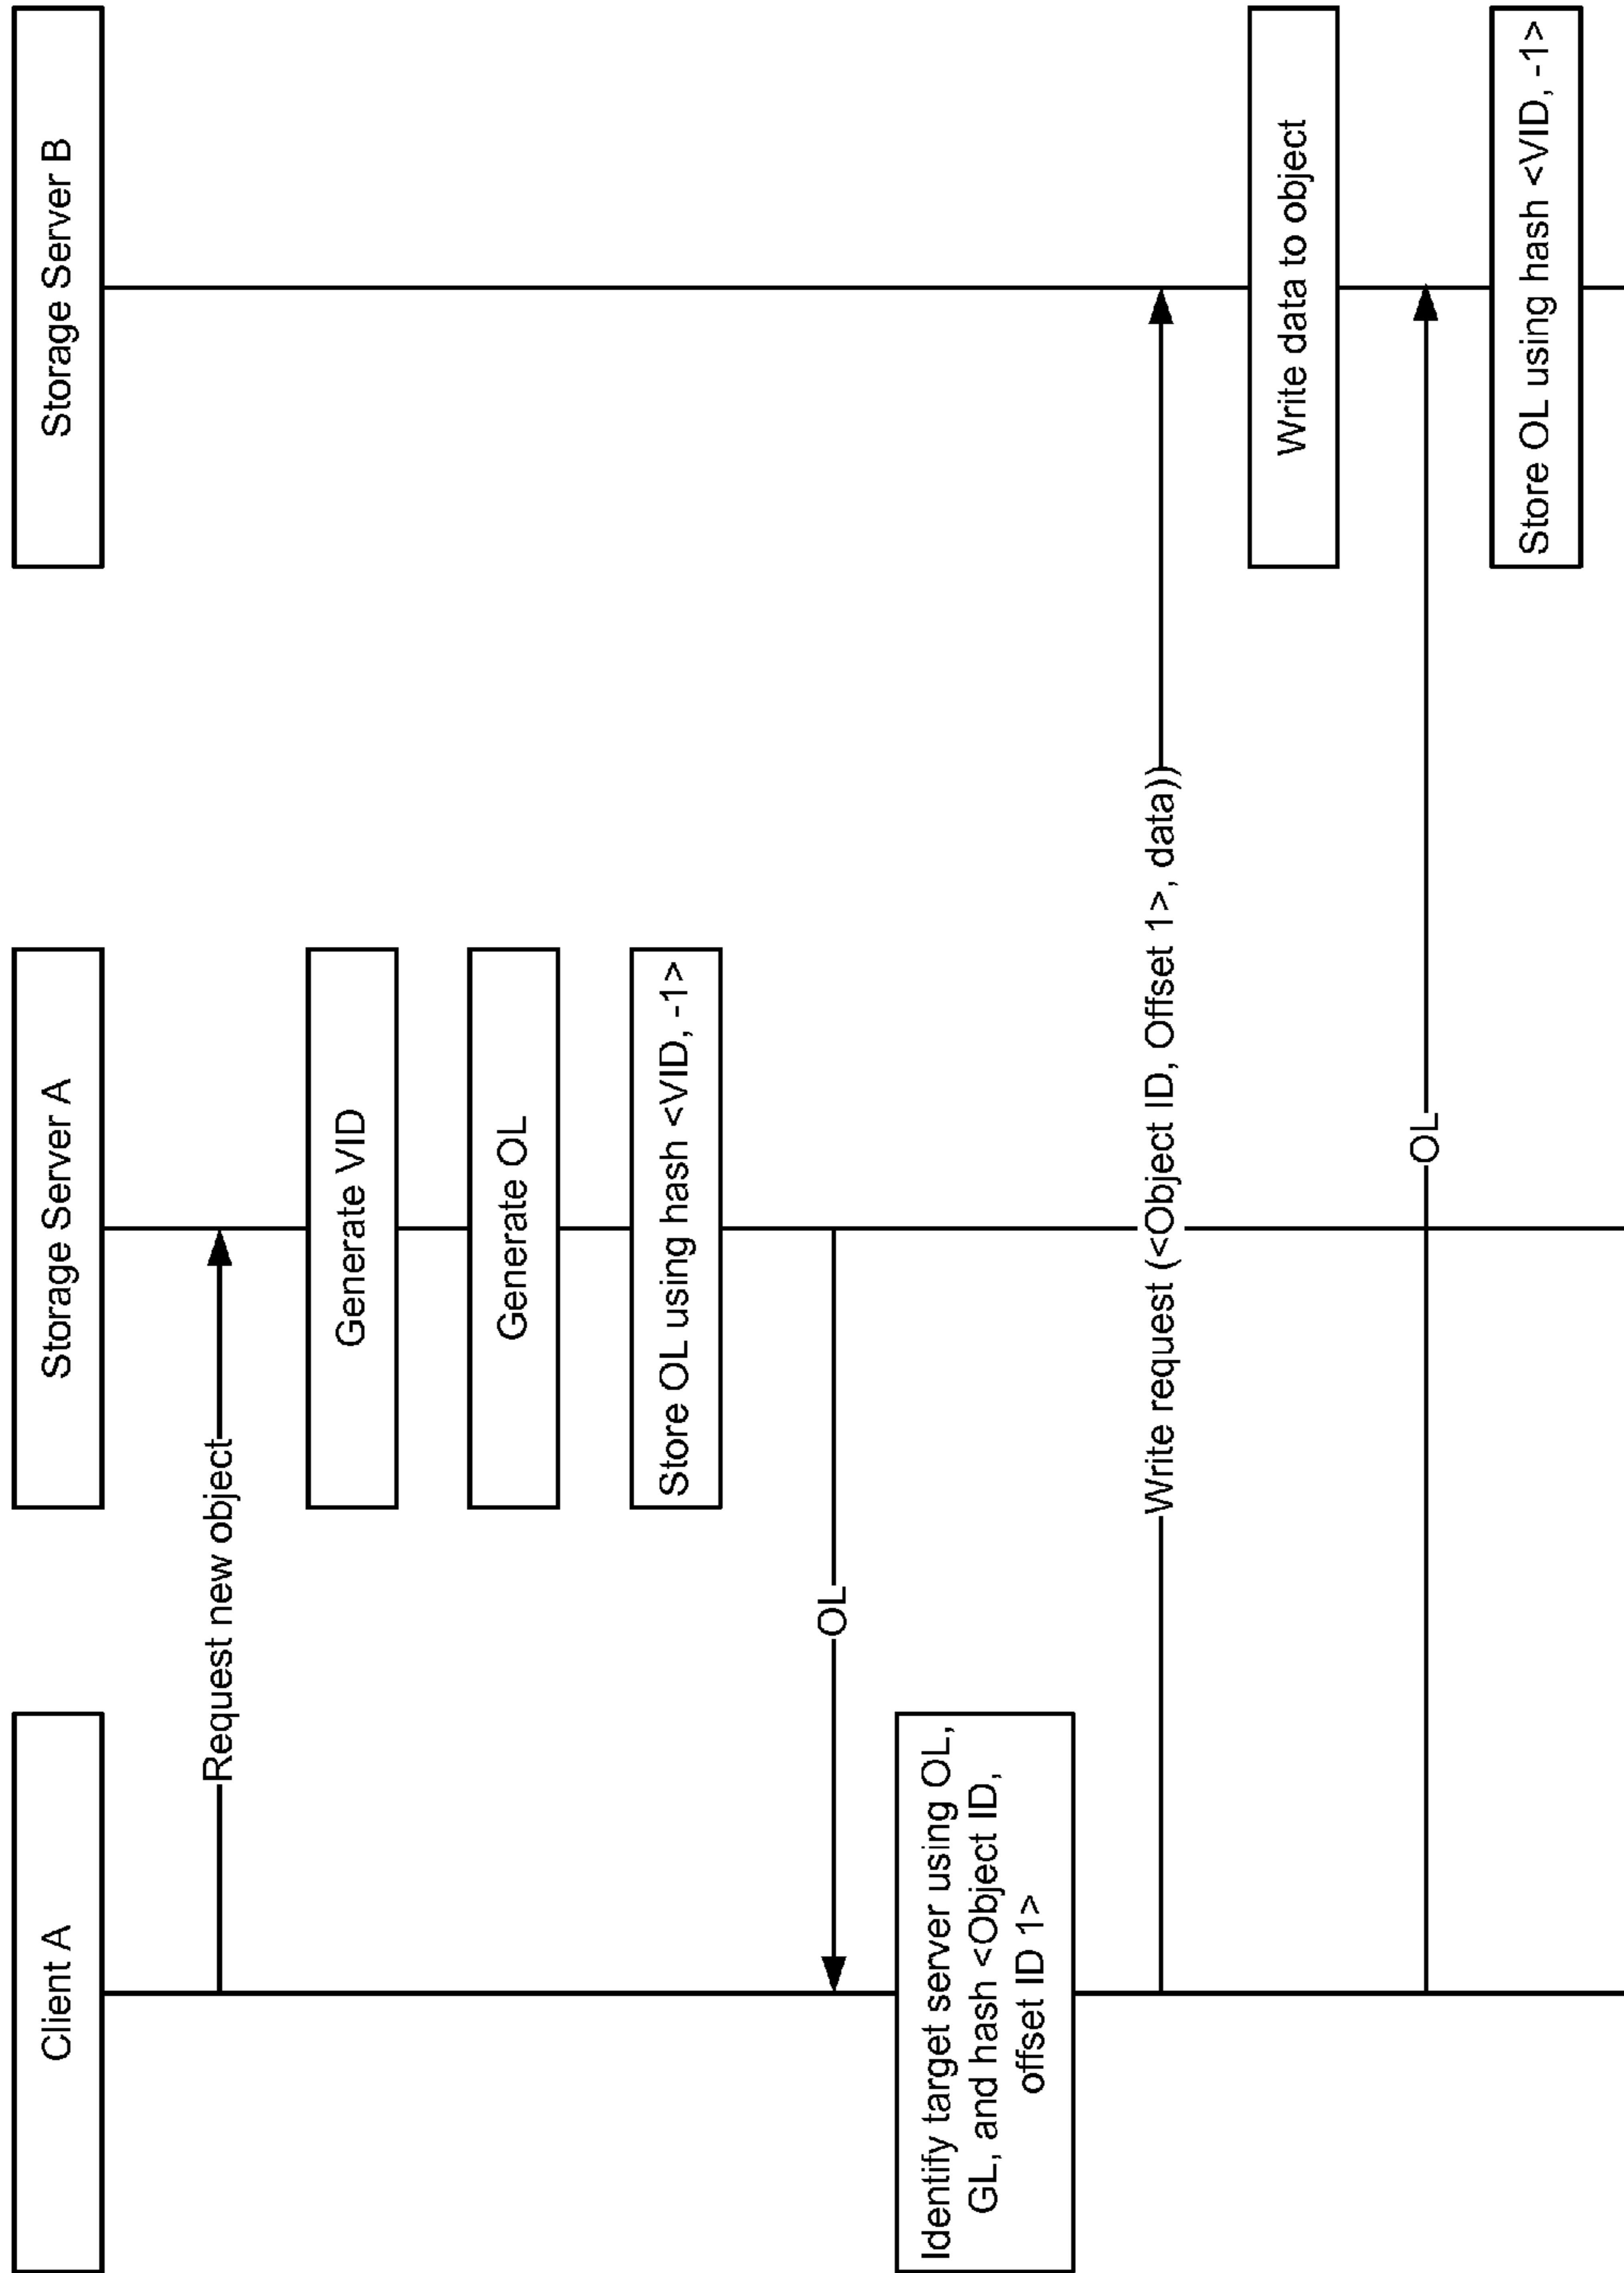 Client A
Storage Server A
Storage Server B
Request new object
Generate VID
Generate OL
Store OL using hash <VID, -1>
OL
Identify target server using OL,
GL, and hash <Object ID,
offset ID 1>
Write request (<Object ID, Offset 1>, data))
Write data to object
OL
Store OL using hash <VID, -1>